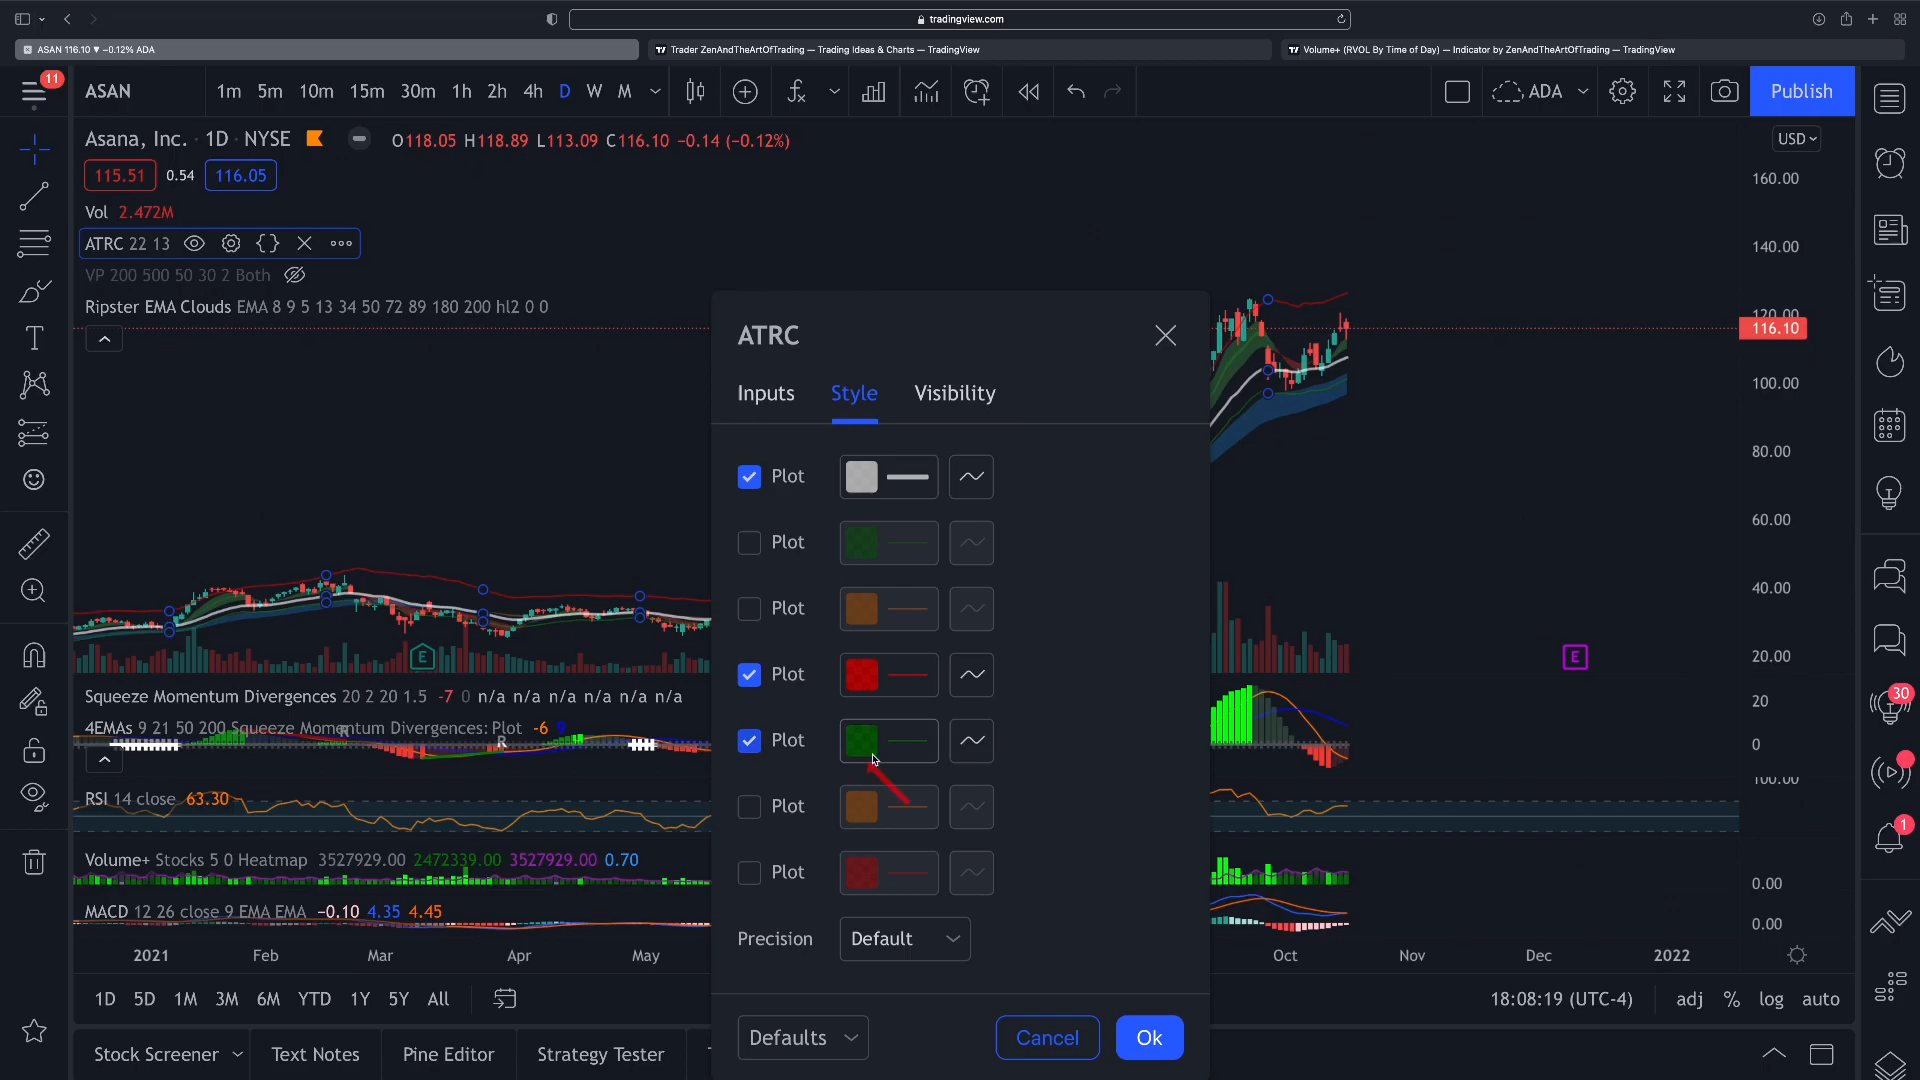 tradingview.com
ASAN 116.10 ▼ −0.12% ADA
Trader ZenAndTheArtOfTrading — Trading Ideas & Charts — TradingView
Volume+ (RVOL By Time of Day) — Indicator by ZenAndTheArtOfTrading — TradingView
11
ASAN
1m 5m 10m 15m 30m 1h 2h 4h D W M
ADA
Publish
Asana, Inc. · 1D · NYSE
O118.05 H118.89 L113.09 C116.10 −0.14 (−0.12%)
USD
115.51 0.54 116.05
160.00
Vol 2.472M
ATRC 22 13
140.00
VP 200 500 50 30 2 Both
Ripster EMA Clouds EMA 8 9 5 13 34 50 72 89 180 200 hl2 0 0
120.00
116.10
ATRC
100.00
Inputs Style Visibility
80.00
Plot
60.00
Plot
40.00
Plot
20.00
E
E
Plot
Squeeze Momentum Divergences 20 2 20 1.5 -7 0 n/a n/a n/a n/a n/a n/a
20
30
4EMAs 9 21 50 200 Squeeze Momentum Divergences: Plot -6 9
R
R
0
Plot
100.00
RSI 14 close 63.30
Plot
1
Volume+ Stocks 5 0 Heatmap 3527929.00 2472339.00 3527929.00 0.70
Plot
0.00
MACD 12 26 close 9 EMA EMA −0.10 4.35 4.45
0.00
Precision Default
2021 Feb Mar Apr May Oct Nov Dec 2022
1D 5D 1M 3M 6M YTD 1Y 5Y All
18:08:19 (UTC-4) adj % log auto
Defaults Cancel Ok
Stock Screener Text Notes Pine Editor Strategy Tester